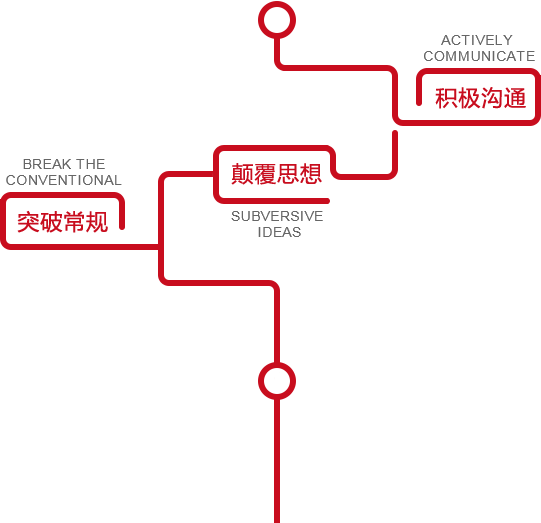 ACTIVELY
COMMUNICATE
积极沟通
BREAK THE
CONVENTIONAL
突破常规
颠覆思想
SUBVERSIVE
IDEAS